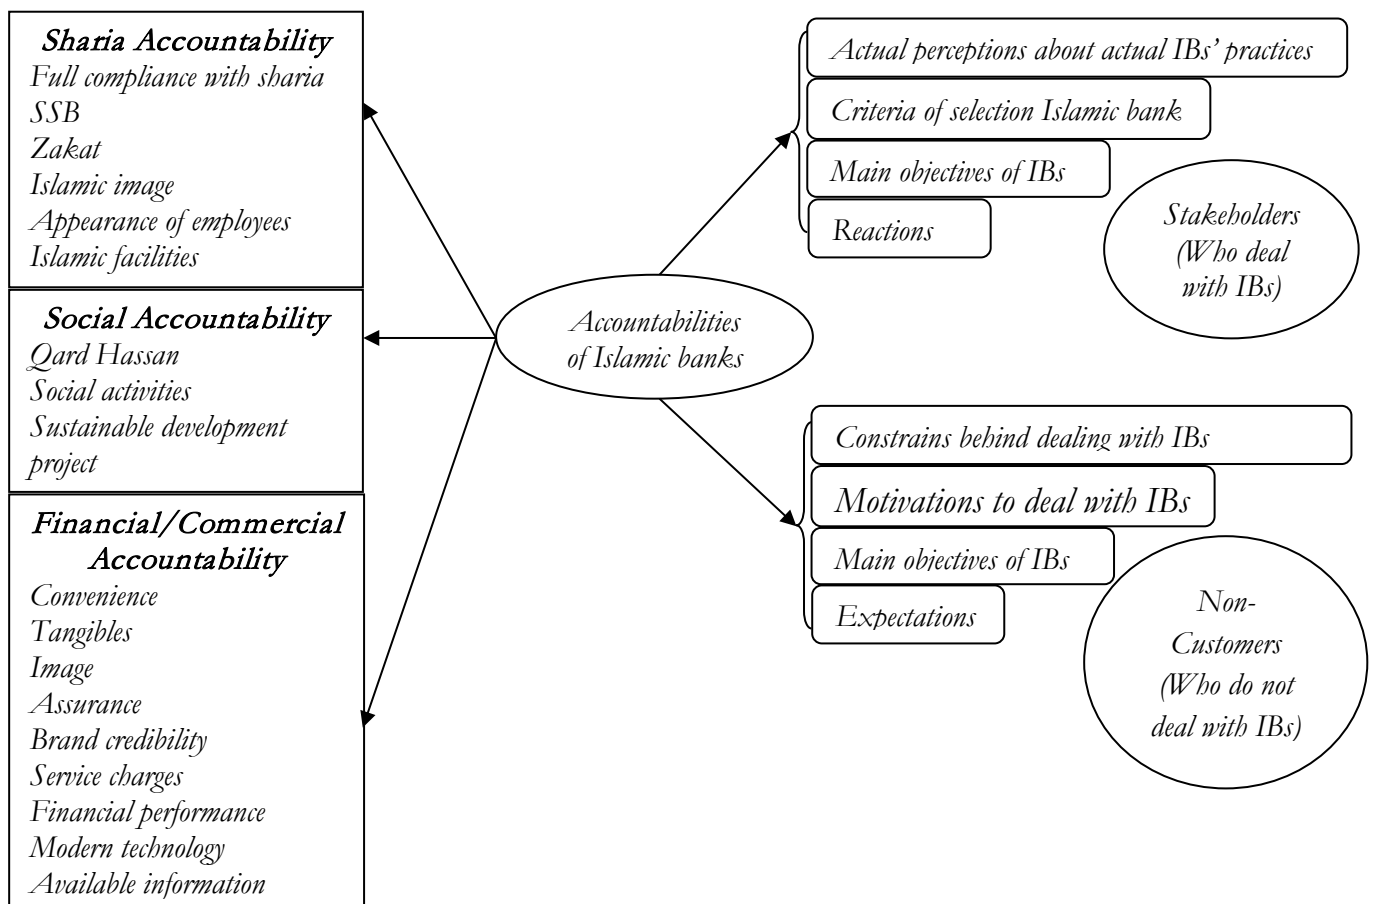 Sharia Accountability
Full compliance with sharia
SSB
Zakat
Islamic image
Appearance of employees
Islamic facilities
Social Accountability
Qard Hassan
Social activities
Sustainable development
project
Financial/Commercial
Accountability
Convenience
Tangibles
Image
Assurance
Brand credibility
Service charges
Financial performance
Modern technology
Available information
Accountabilities
of Islamic banks
Actual perceptions about actual IBs’ practices
Criteria of selection Islamic bank
Main objectives of IBs
Reactions
Stakeholders
(Who deal
with IBs)
Constrains behind dealing with IBs
Motivations to deal with IBs
Main objectives of IBs
Expectations
Non-
Customers
(Who do not
deal with IBs)